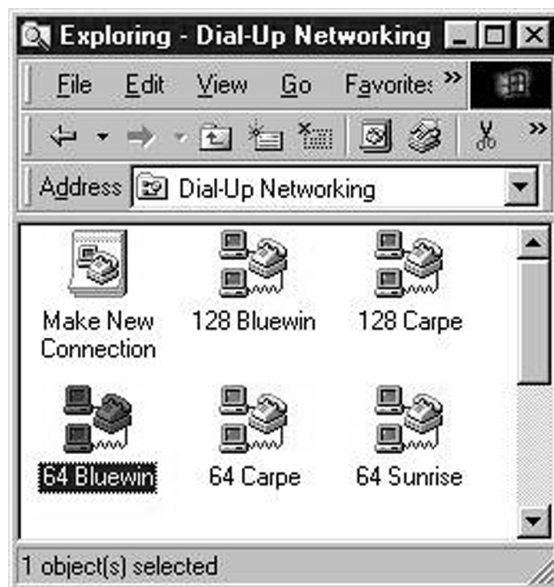 Exploring - Dial-Up Networking
File Edit View Go Favorites »
»
Address Dial-Up Networking
Make New Connection
128 Bluewin
128 Carpe
64 Bluewin
64 Carpe
64 Sunrise
1 object(s) selected